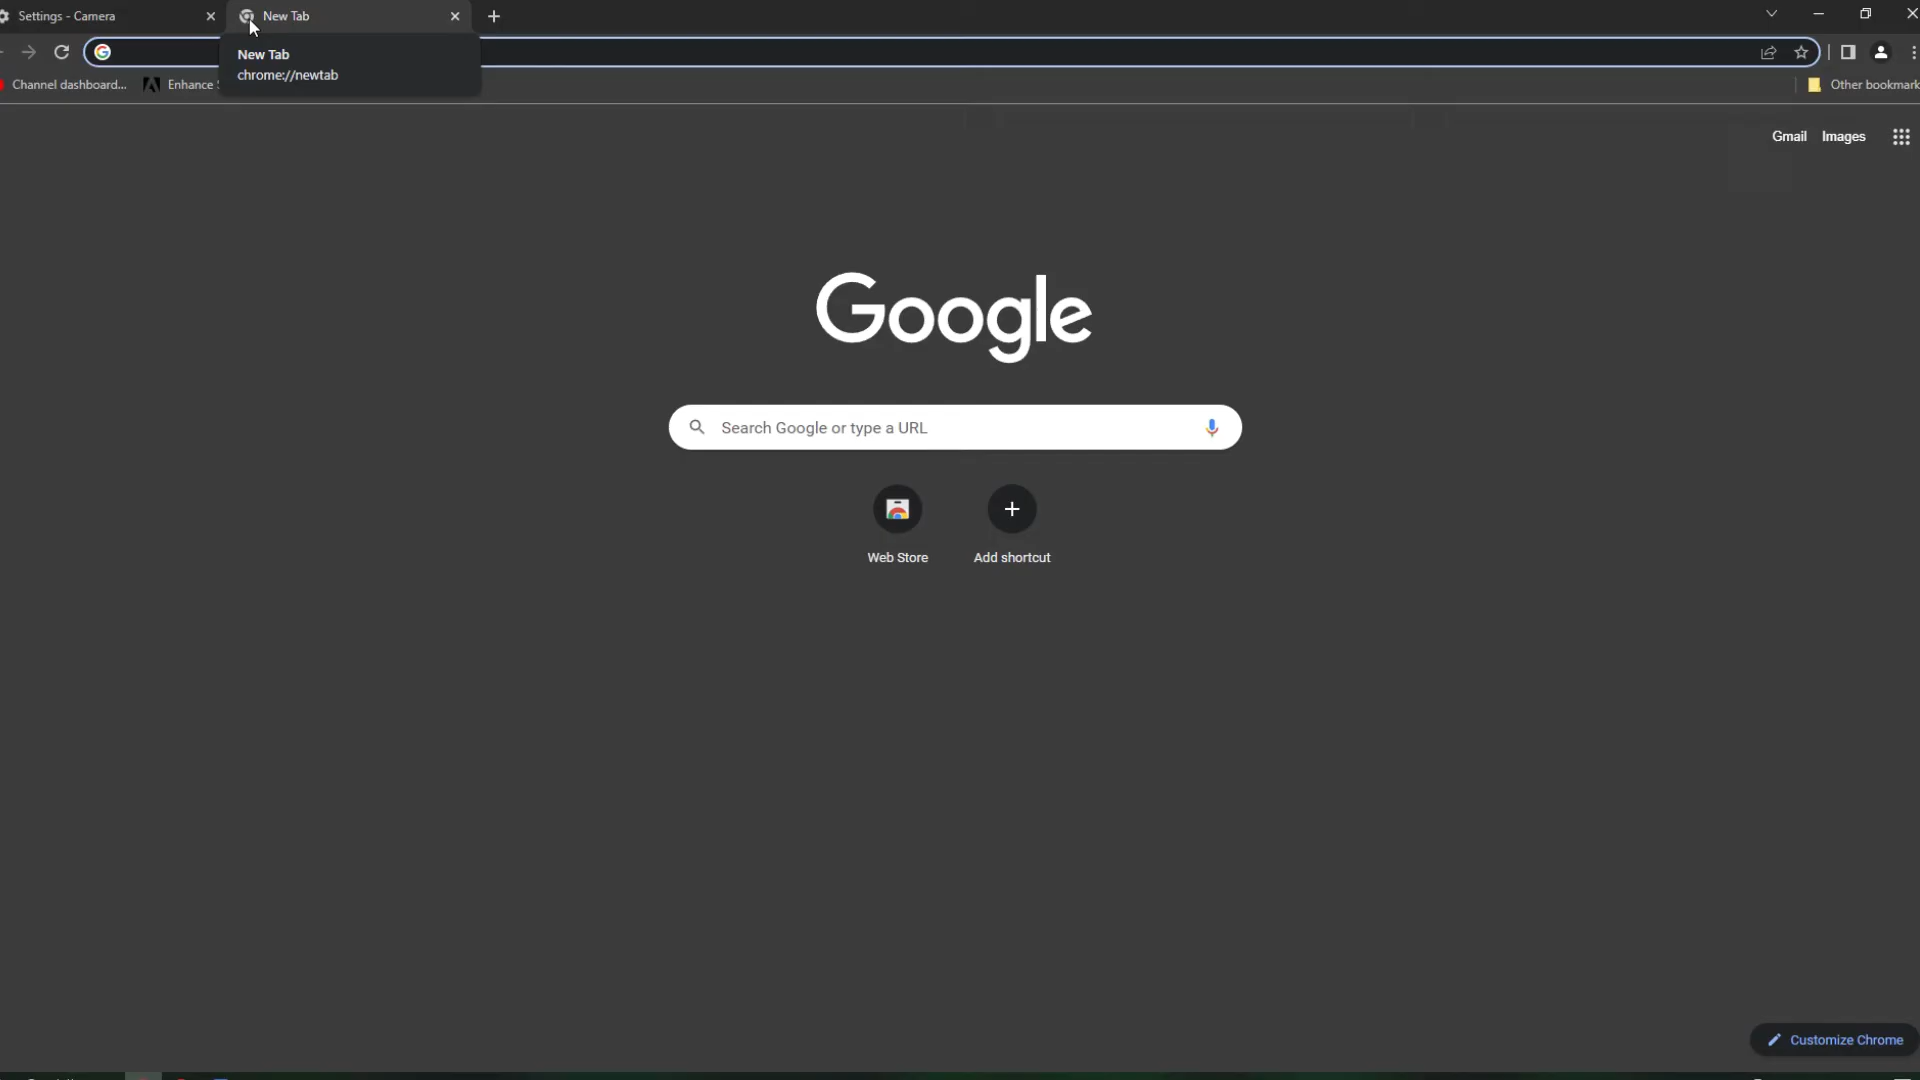 Settings - Camera
New Tab
New Tab
chrome://newtab
Channel dashboard...
Enhance
Other bookmark
Gmail
Images
Google
Search Google or type a URL
Web Store
Add shortcut
Customize Chrome